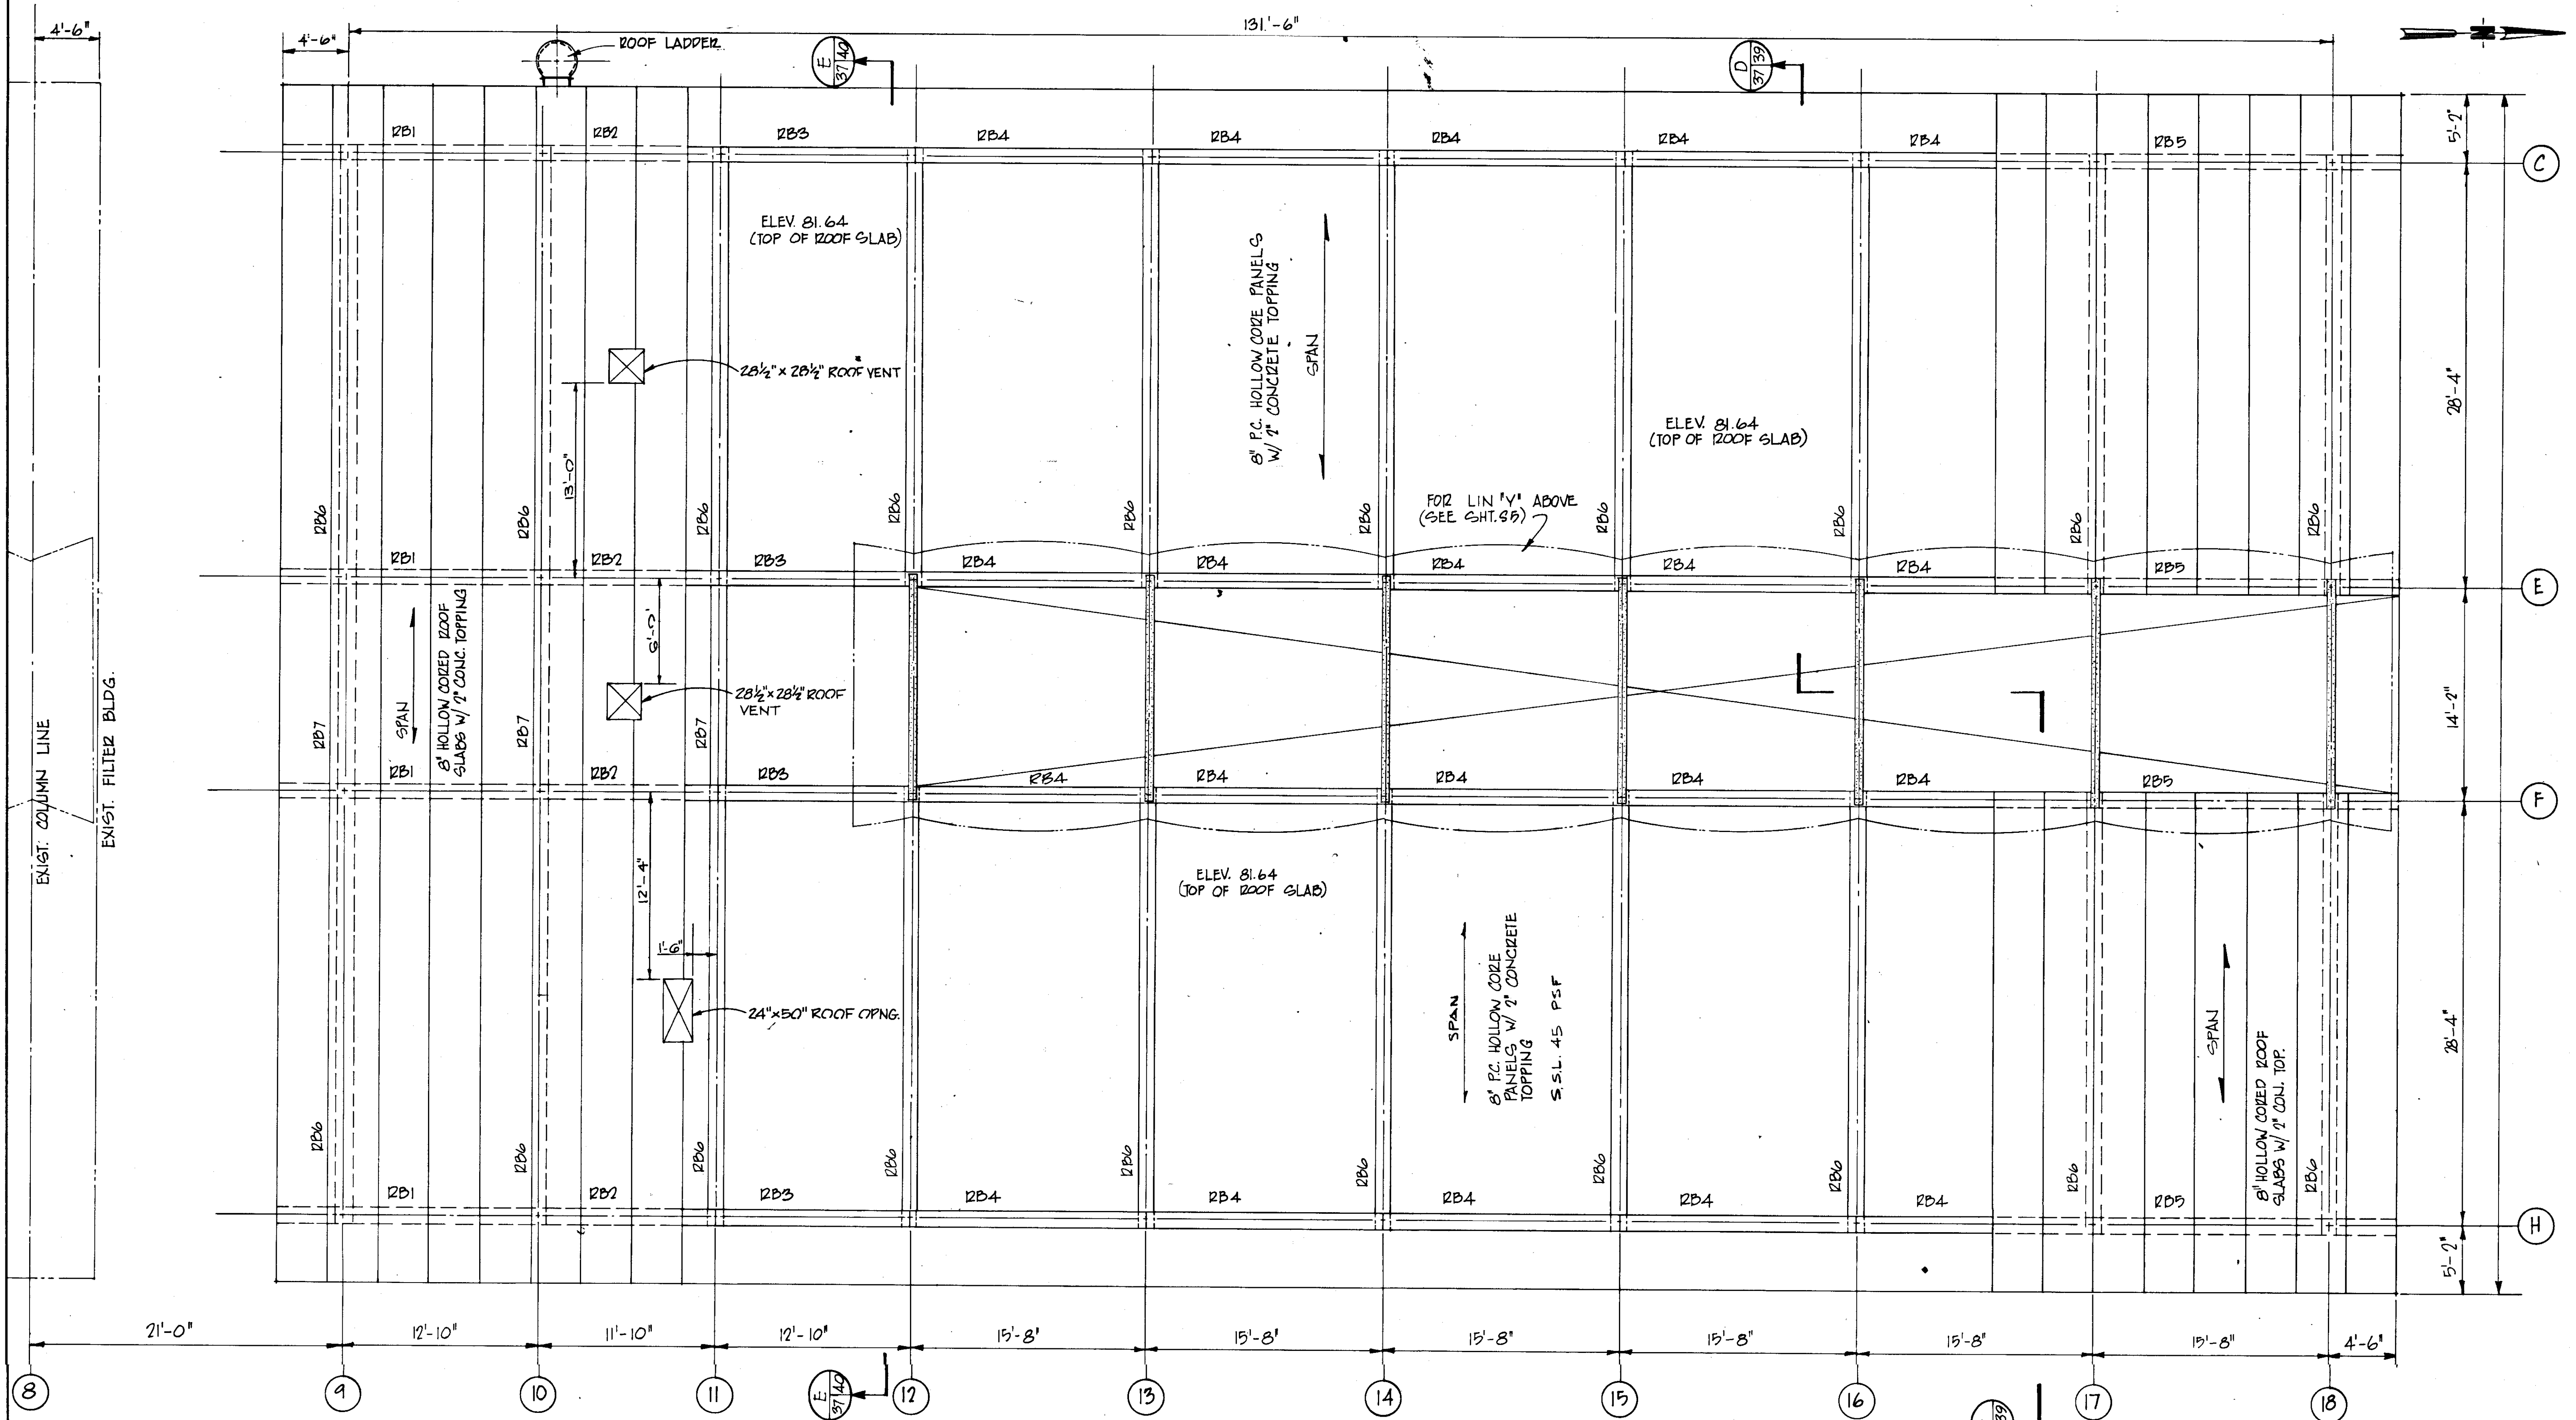 4'-6"
4'-6"
131'-6"
ROOF LADDER
E
37 40
D
37 39
N
RB1
RB2
RB3
RB4
RB4
RB4
RB4
RB4
RB5
5'-2"
C
ELEV. 81.64
(TOP OF ROOF SLAB)
8" P.C. HOLLOW CORE PANELS
W/ 2" CONCRETE TOPPING
SPAN
28½" x 28½" ROOF VENT
13'-0"
ELEV. 81.64
(TOP OF ROOF SLAB)
28'-4"
FOR LIN "Y" ABOVE
(SEE SHT. S5)
RB6
RB6
RB6
RB6
RB6
RB6
RB6
RB6
RB6
RB6
RB1
RB2
RB3
RB4
RB4
RB4
RB4
RB4
RB5
E
EXIST. COLUMN LINE
EXIST. FILTER BLDG.
SPAN
8" HOLLOW CORED ROOF
SLABS W/ 2" CONC. TOPPING
28½" x 28½" ROOF
VENT
RB7
RB7
RB7
14'-2"
RB1
RB2
RB3
RB4
RB4
RB4
RB4
RB4
RB5
F
12'-4"
1'-6"
24" x 50" ROOF OPNG.
ELEV. 81.64
(TOP OF ROOF SLAB)
SPAN
8" P.C. HOLLOW CORE
PANELS W/ 2" CONCRETE
TOPPING
S.S.L. 45 PSF
SPAN
8" HOLLOW CORED ROOF
SLABS W/ 2" CON. TOP.
28'-4"
RB6
RB6
RB6
RB6
RB6
RB6
RB6
RB6
RB6
RB6
RB1
RB2
RB3
RB4
RB4
RB4
RB4
RB4
RB5
H
5'-2"
21'-0"
12'-10"
11'-10"
12'-10"
15'-8"
15'-8"
15'-8"
15'-8"
15'-8"
15'-8"
4'-6"
8
9
10
11
E
37 40
12
13
14
15
16
39
17
18